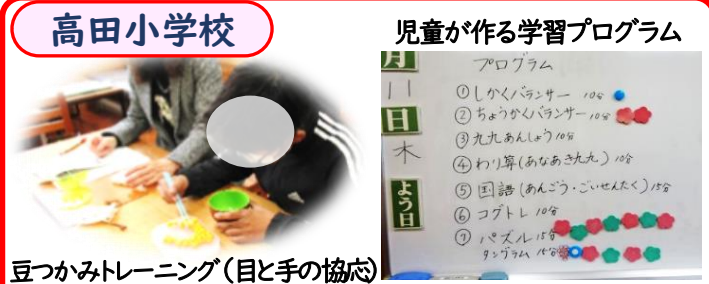 高田小学校
児童が作る学習プログラム
月
11
日
木
よう日
プログラム
①しかくバランサー 10分
②ちょうかくバランサー 10分
③九九あんしょう 10分
④わり算(あなあき九九) 10分
⑤国語(あんごう・ごいせんたく) 15分
⑥コグトレ 10分
⑦パズル 15分
タングラム 15分
豆つかみトレーニング(目と手の協応)